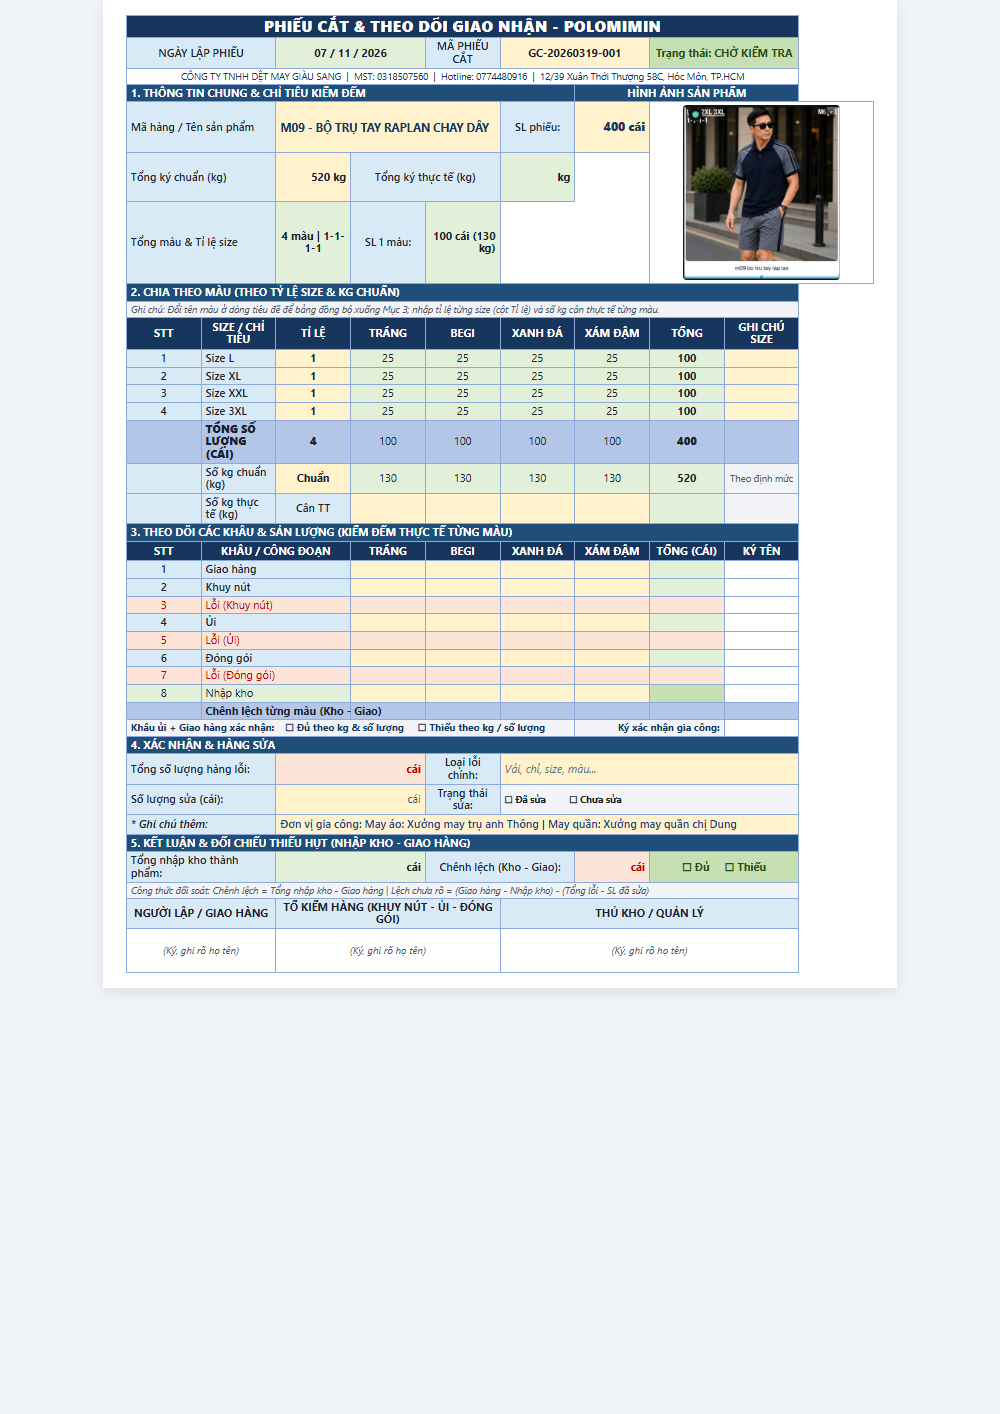 PHIẾU CẮT & THEO DÕI GIAO NHẬN - POLOMIMIN
NGÀY LẬP PHIẾU 07 / 11 / 2026 MÃ PHIẾU CẮT GC-20260319-001 Trạng thái: CHỜ KIỂM TRA
CÔNG TY TNHH DỆT MAY GIÀU SANG | MST: 0318507560 | Hotline: 0774480916 | 12/39 Xuân Thới Thượng 58C, Hóc Môn, TP.HCM
1. THÔNG TIN CHUNG & CHỈ TIÊU KIỂM ĐẾM HÌNH ẢNH SẢN PHẨM
Mã hàng / Tên sản phẩm M09 - BỘ TRỤ TAY RAPLAN CHAY DÂY SL phiếu: 400 cái
Tổng ký chuẩn (kg) 520 kg Tổng ký thực tế (kg) kg
Tổng màu & Tỉ lệ size 4 màu | 1-1-1-1 SL 1 màu: 100 cái (130 kg)
m09 bo tru tay rap lan
2. CHIA THEO MÀU (THEO TỶ LỆ SIZE & KG CHUẨN)
Ghi chú: Đổi tên màu ở dòng tiêu đề để bảng đồng bộ xuống Mục 3; nhập tỉ lệ từng size (cột Tỉ lệ) và số kg cân thực tế từng màu.
STT SIZE / CHỈ TIÊU TỈ LỆ TRẮNG BEGI XANH ĐÁ XÁM ĐẬM TỔNG GHI CHÚ SIZE
1 Size L 1 25 25 25 25 100
2 Size XL 1 25 25 25 25 100
3 Size XXL 1 25 25 25 25 100
4 Size 3XL 1 25 25 25 25 100
TỔNG SỐ LƯỢNG (CÁI) 4 100 100 100 100 400
Số kg chuẩn (kg) Chuẩn 130 130 130 130 520 Theo định mức
Số kg thực tế (kg) Cân TT
3. THEO DÕI CÁC KHÂU & SẢN LƯỢNG (KIỂM ĐẾM THỰC TẾ TỪNG MÀU)
STT KHÂU / CÔNG ĐOẠN TRẮNG BEGI XANH ĐÁ XÁM ĐẬM TỔNG (CÁI) KÝ TÊN
1 Giao hàng
2 Khuy nút
3 Lỗi (Khuy nút)
4 Ủi
5 Lỗi (Ủi)
6 Đóng gói
7 Lỗi (Đóng gói)
8 Nhập kho
Chênh lệch từng màu (Kho - Giao)
Khâu ủi + Giao hàng xác nhận: ☐ Đủ theo kg & số lượng ☐ Thiếu theo kg / số lượng Ký xác nhận gia công:
4. XÁC NHẬN & HÀNG SỬA
Tổng số lượng hàng lỗi: cái Loại lỗi chính: Vải, chỉ, size, màu...
Số lượng sửa (cái): cái Trạng thái sửa: ☐ Đã sửa ☐ Chưa sửa
* Ghi chú thêm: Đơn vị gia công: May áo: Xưởng may trụ anh Thông | May quần: Xưởng may quần chị Dung
5. KẾT LUẬN & ĐỐI CHIẾU THIẾU HỤT (NHẬP KHO - GIAO HÀNG)
Tổng nhập kho thành phẩm: cái Chênh lệch (Kho - Giao): cái ☐ Đủ ☐ Thiếu
Công thức đối soát: Chênh lệch = Tổng nhập kho - Giao hàng | Lệch chưa rõ = (Giao hàng - Nhập kho) - (Tổng lỗi - SL đã sửa)
NGƯỜI LẬP / GIAO HÀNG TỔ KIỂM HÀNG (KHUY NÚT - ỦI - ĐÓNG GÓI) THỦ KHO / QUẢN LÝ
(Ký, ghi rõ họ tên) (Ký, ghi rõ họ tên) (Ký, ghi rõ họ tên)